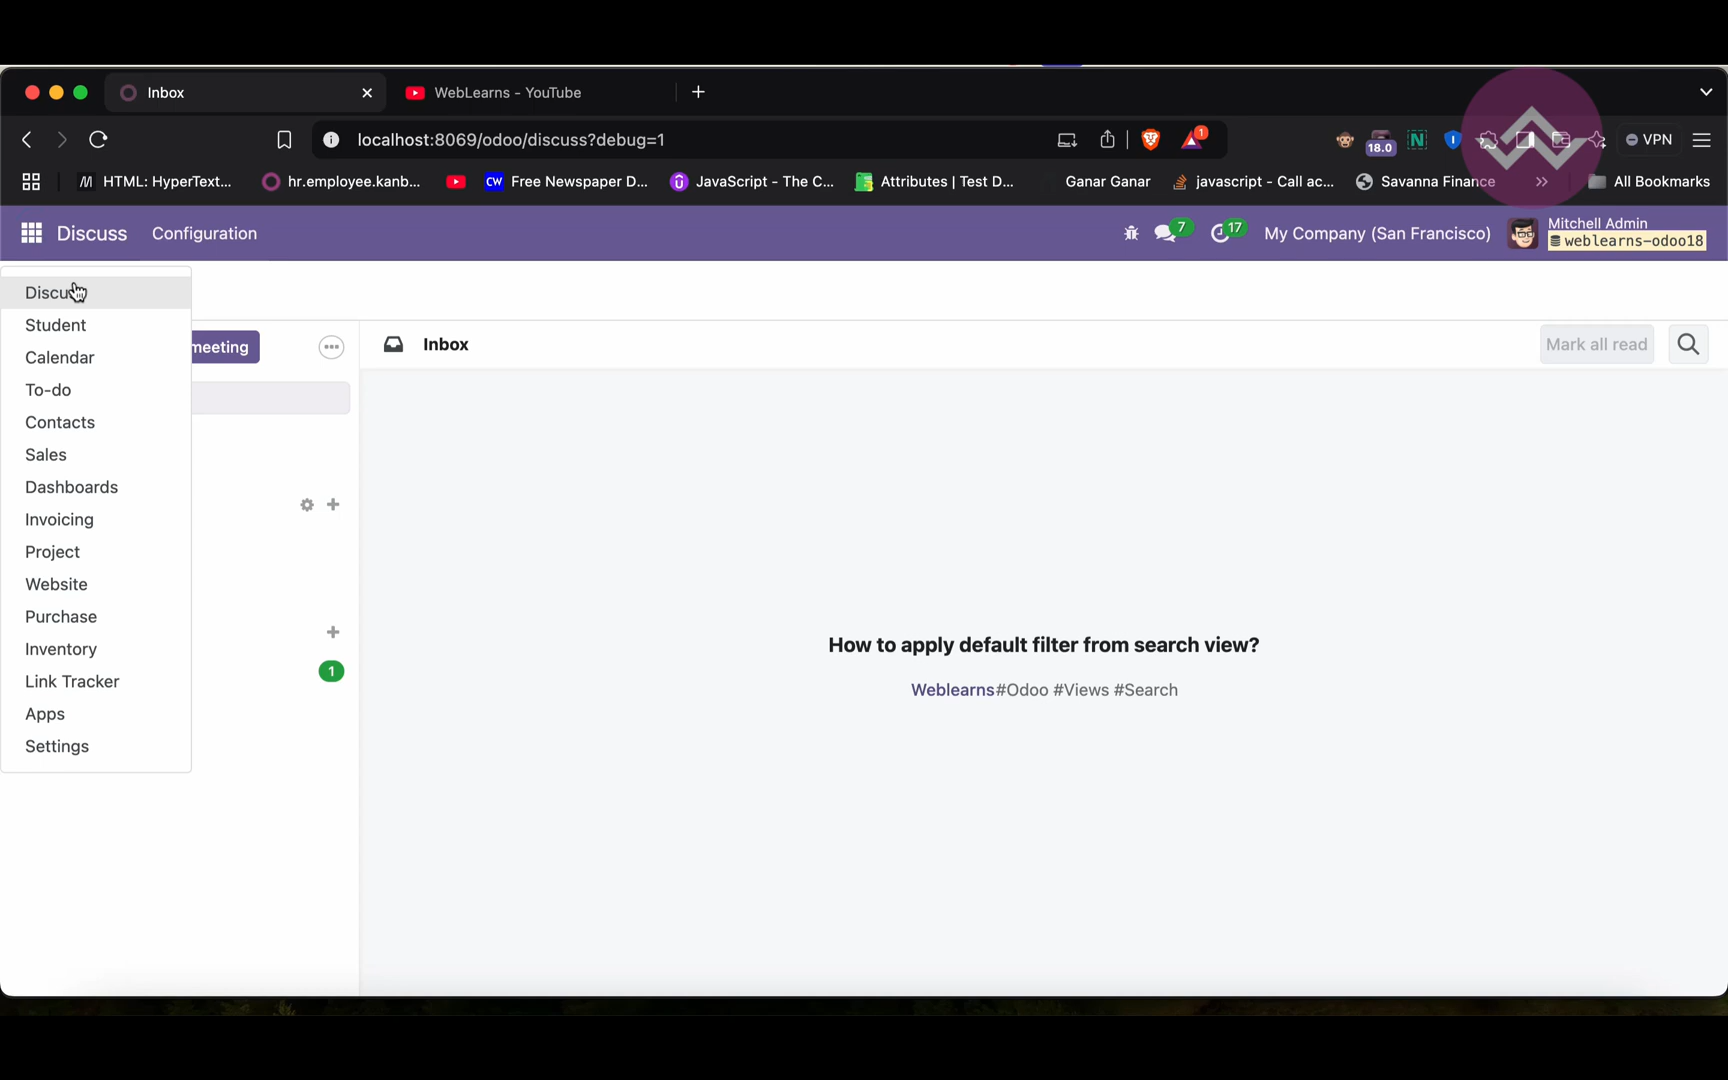 Inbox
WebLearns - YouTube
localhost:8069/odoo/discuss?debug=1
1
18.0
N
VPN
HTML: HyperText...
hr.employee.kanb...
CW
Free Newspaper D...
JavaScript - The C...
Attributes | Test D...
Ganar Ganar
javascript - Call ac...
Savanna Finance
All Bookmarks
Discuss
Configuration
7
17
My Company (San Francisco)
Mitchell Admin
weblearns-odoo18
Student
Calendar
To-do
Contacts
Sales
Dashboards
Invoicing
Project
Website
Purchase
Inventory
Link Tracker
Apps
Settings
meeting
1
Inbox
Mark all read
How to apply default filter from search view?
Weblearns#Odoo #Views #Search